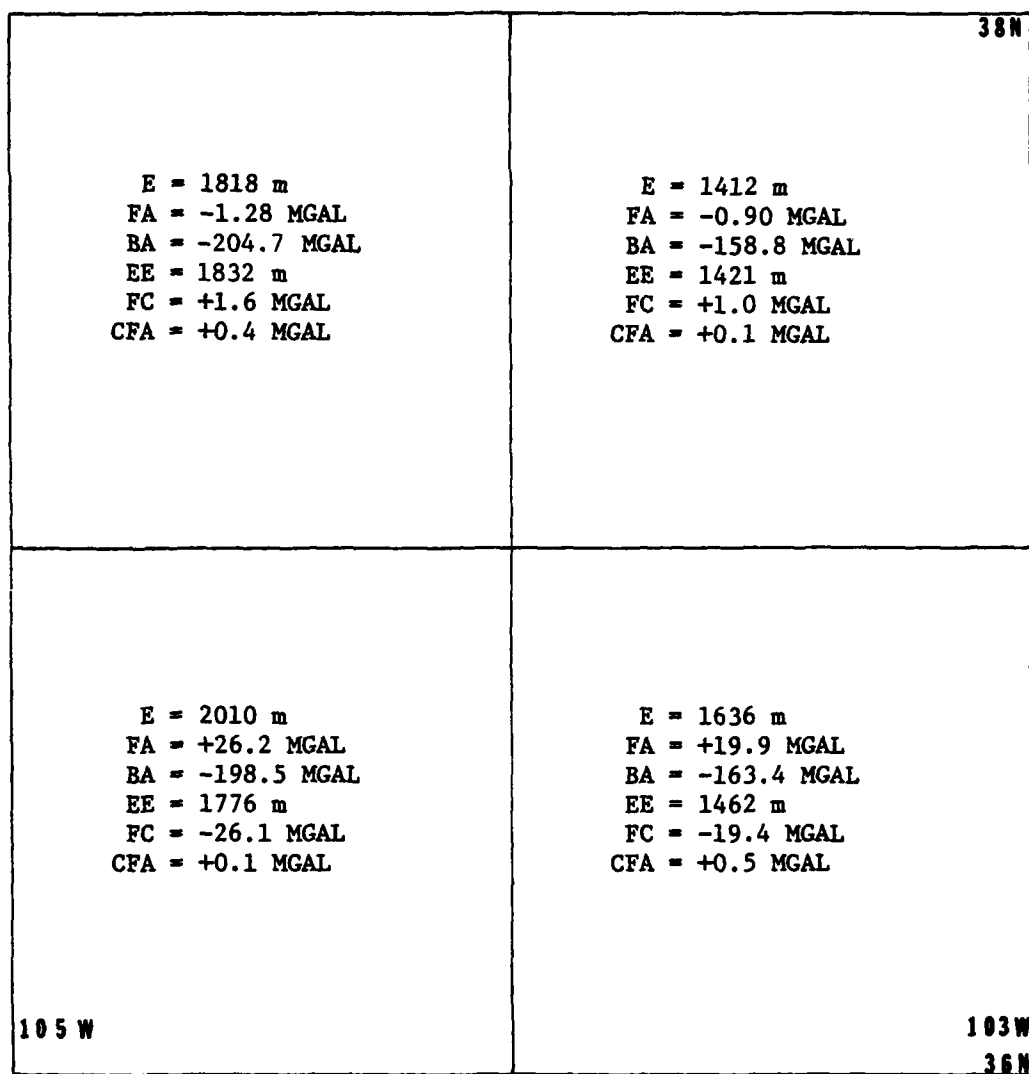 38N
E = 1818 m
FA = -1.28 MGAL
BA = -204.7 MGAL
EE = 1832 m
FC = +1.6 MGAL
CFA = +0.4 MGAL
E = 1412 m
FA = -0.90 MGAL
BA = -158.8 MGAL
EE = 1421 m
FC = +1.0 MGAL
CFA = +0.1 MGAL
E = 2010 m
FA = +26.2 MGAL
BA = -198.5 MGAL
EE = 1776 m
FC = -26.1 MGAL
CFA = +0.1 MGAL
E = 1636 m
FA = +19.9 MGAL
BA = -163.4 MGAL
EE = 1462 m
FC = -19.4 MGAL
CFA = +0.5 MGAL
105W
103W
36N